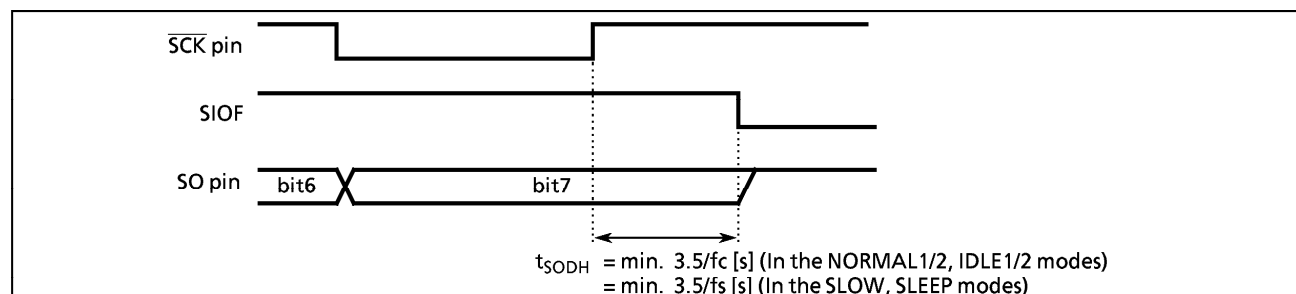 SCK pin
SIOF
SO pin bit6 bit7
tSODH = min. 3.5/fc [s] (In the NORMAL1/2, IDLE1/2 modes)
= min. 3.5/fs [s] (In the SLOW, SLEEP modes)